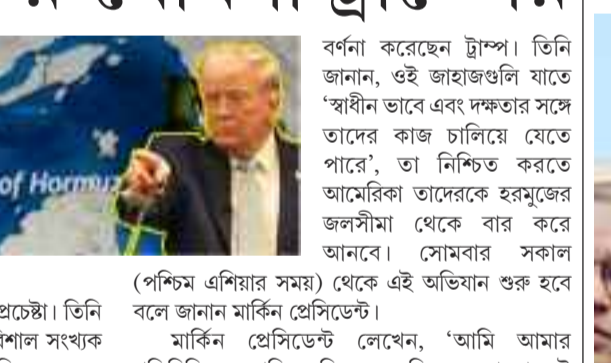 of Hormuz
বর্ণনা করেছেন ট্রাম্প। তিনি
জানান, ওই জাহাজগুলি যাতে
‘স্বাধীন ভাবে এবং দক্ষতার সঙ্গে
তাদের কাজ চালিয়ে যেতে
পারে’, তা নিশ্চিত করতে
আমেরিকা তাদেরকে হরমুজের
জলসীমা থেকে বার করে
আনবে। সোমবার সকাল
(পশ্চিম এশিয়ার সময়) থেকে এই অভিযান শুরু হবে
বলে জানান মার্কিন প্রেসিডেন্ট।
মার্কিন প্রেসিডেন্ট লেখেন, ‘আমি আমার
প্রচেষ্টা। তিনি
সংখ্যক